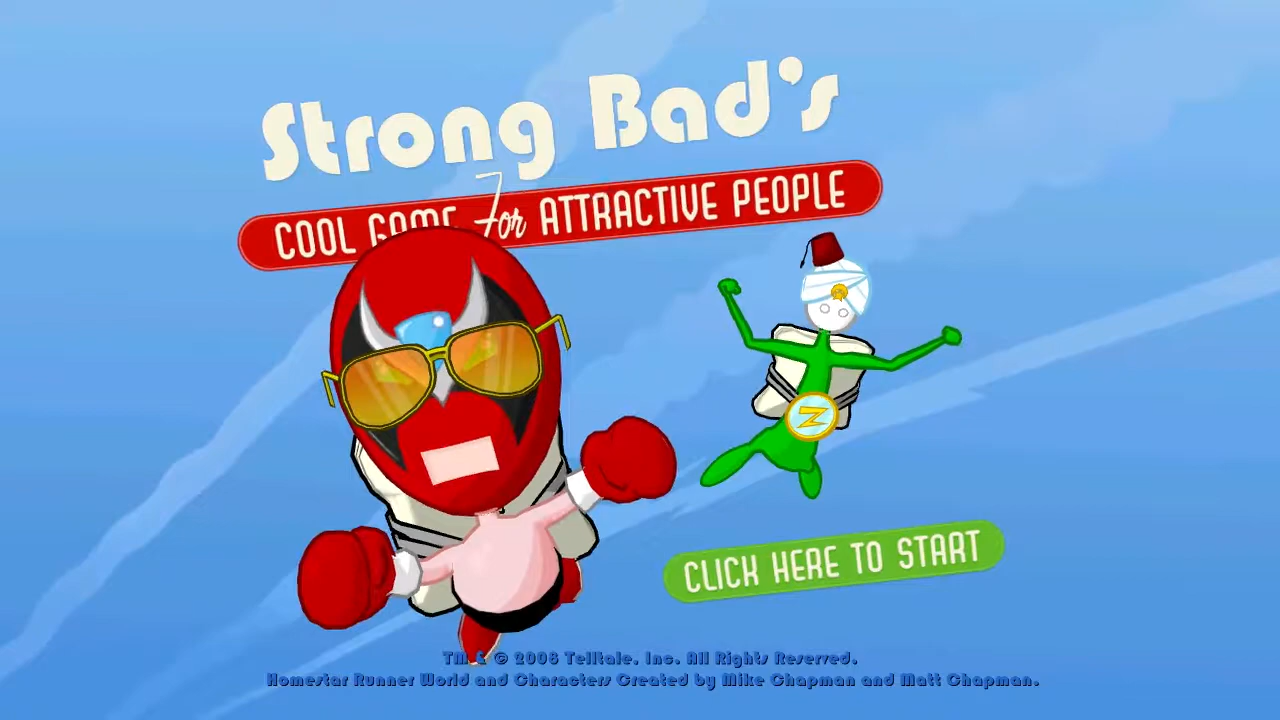 Strong Bad's
COOL GAME For ATTRACTIVE PEOPLE
Z
CLICK HERE TO START
TM & © 2008 Telltale, Inc. All Rights Reserved.
Homestar Runner World and Characters Created by Mike Chapman and Matt Chapman.